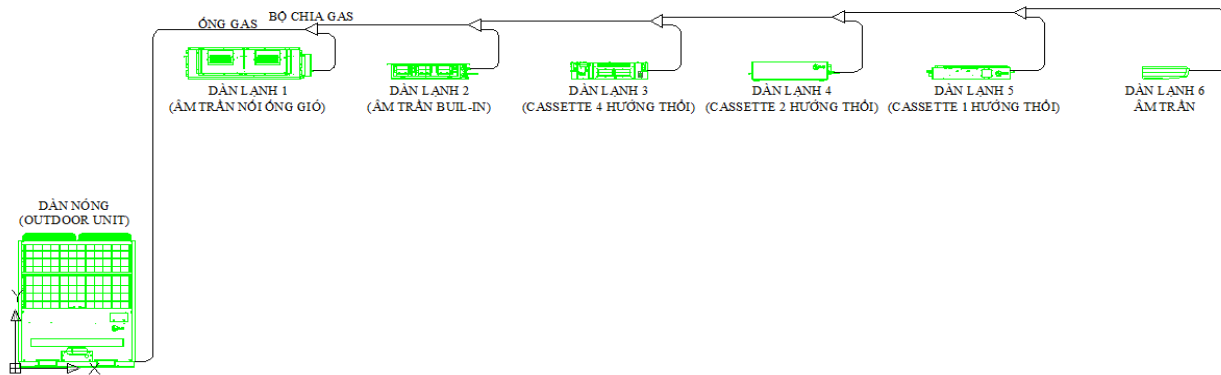 ỐNG GAS
BỘ CHIA GAS
DÀN LẠNH 1
(ÂM TRẦN NỐI ỐNG GIÓ)
DÀN LẠNH 2
(ÂM TRẦN BUIL-IN)
DÀN LẠNH 3
(CASSETTE 4 HƯỚNG THỔI)
DÀN LẠNH 4
(CASSETTE 2 HƯỚNG THỔI)
DÀN LẠNH 5
(CASSETTE 1 HƯỚNG THỔI)
DÀN LẠNH 6
ÂM TRẦN
DÀN NÓNG
(OUTDOOR UNIT)
Y
X